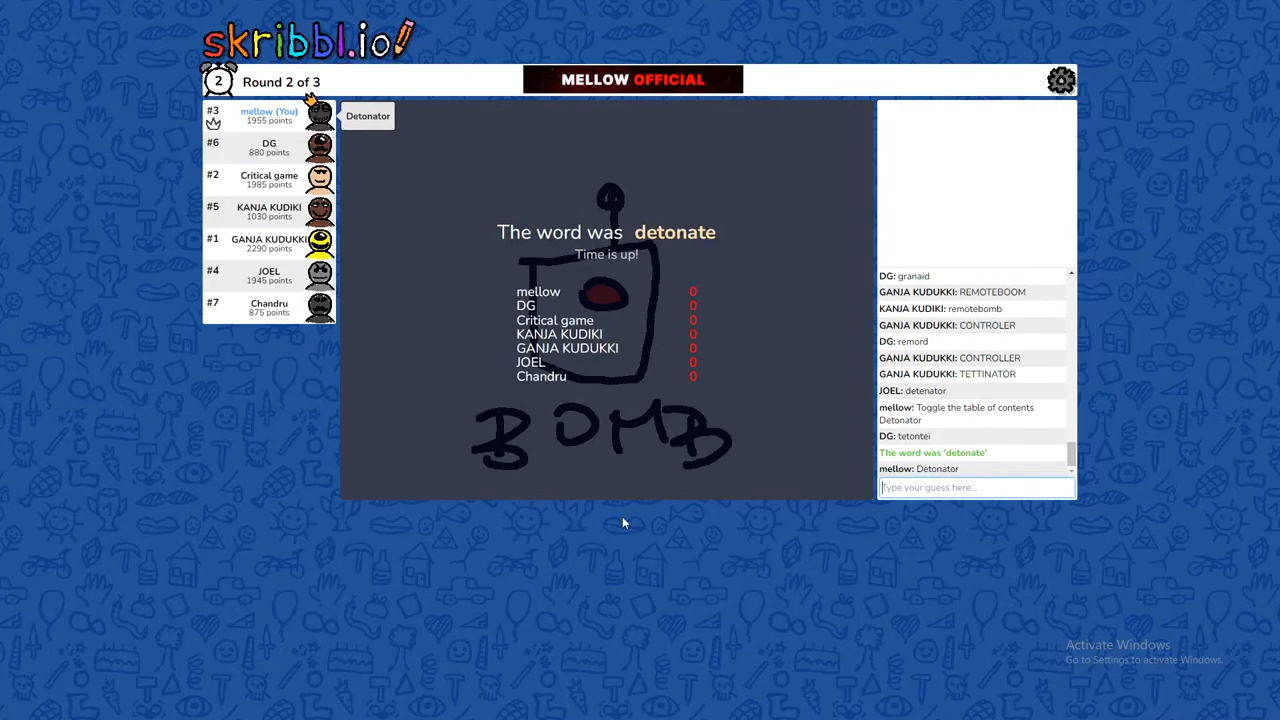 skribbl.io
2
Round 2 of 3
MELLOW OFFICIAL
#3
mellow (You)
1955 points
#6
DG
880 points
#2
Critical game
1985 points
#5
KANJA KUDIKI
1030 points
#1
GANJA KUDUKKI
2290 points
#4
JOEL
1945 points
#7
Chandru
875 points
Detonator
The word was detonate
Time is up!
mellow 0
DG 0
Critical game 0
KANJA KUDIKI 0
GANJA KUDUKKI 0
JOEL 0
Chandru 0
BOMB
DG: granaid
GANJA KUDUKKI: REMOTEBOOM
KANJA KUDIKI: remotebomb
GANJA KUDUKKI: CONTROLER
DG: remord
GANJA KUDUKKI: CONTROLLER
GANJA KUDUKKI: TETTINATOR
JOEL: detenator
mellow: Toggle the table of contents
Detonator
DG: tetontei
The word was 'detonate'
mellow: Detonator
Type your guess here...
Activate Windows
Go to Settings to activate Windows.